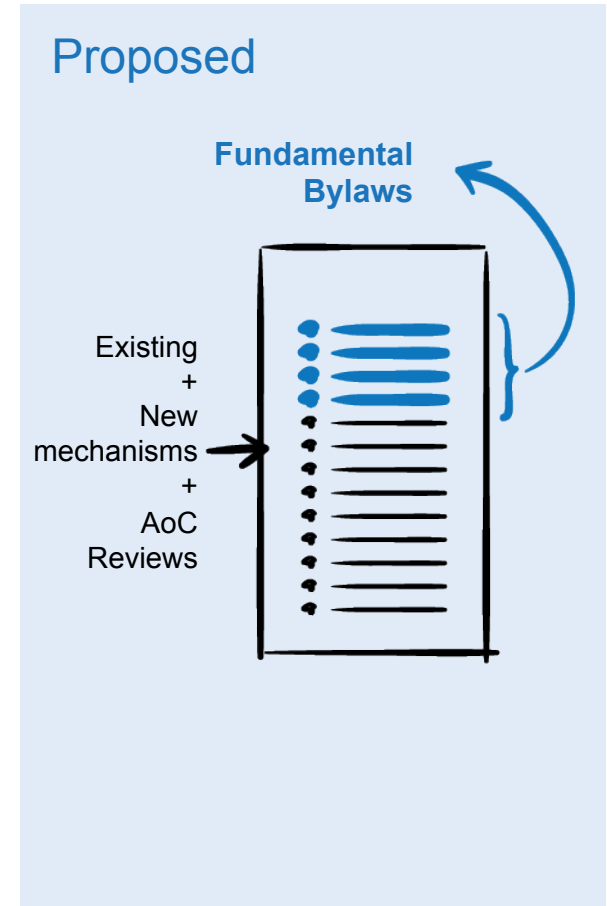 Proposed
Fundamental
Bylaws
Existing
+
New
mechanisms
+
AoC
Reviews